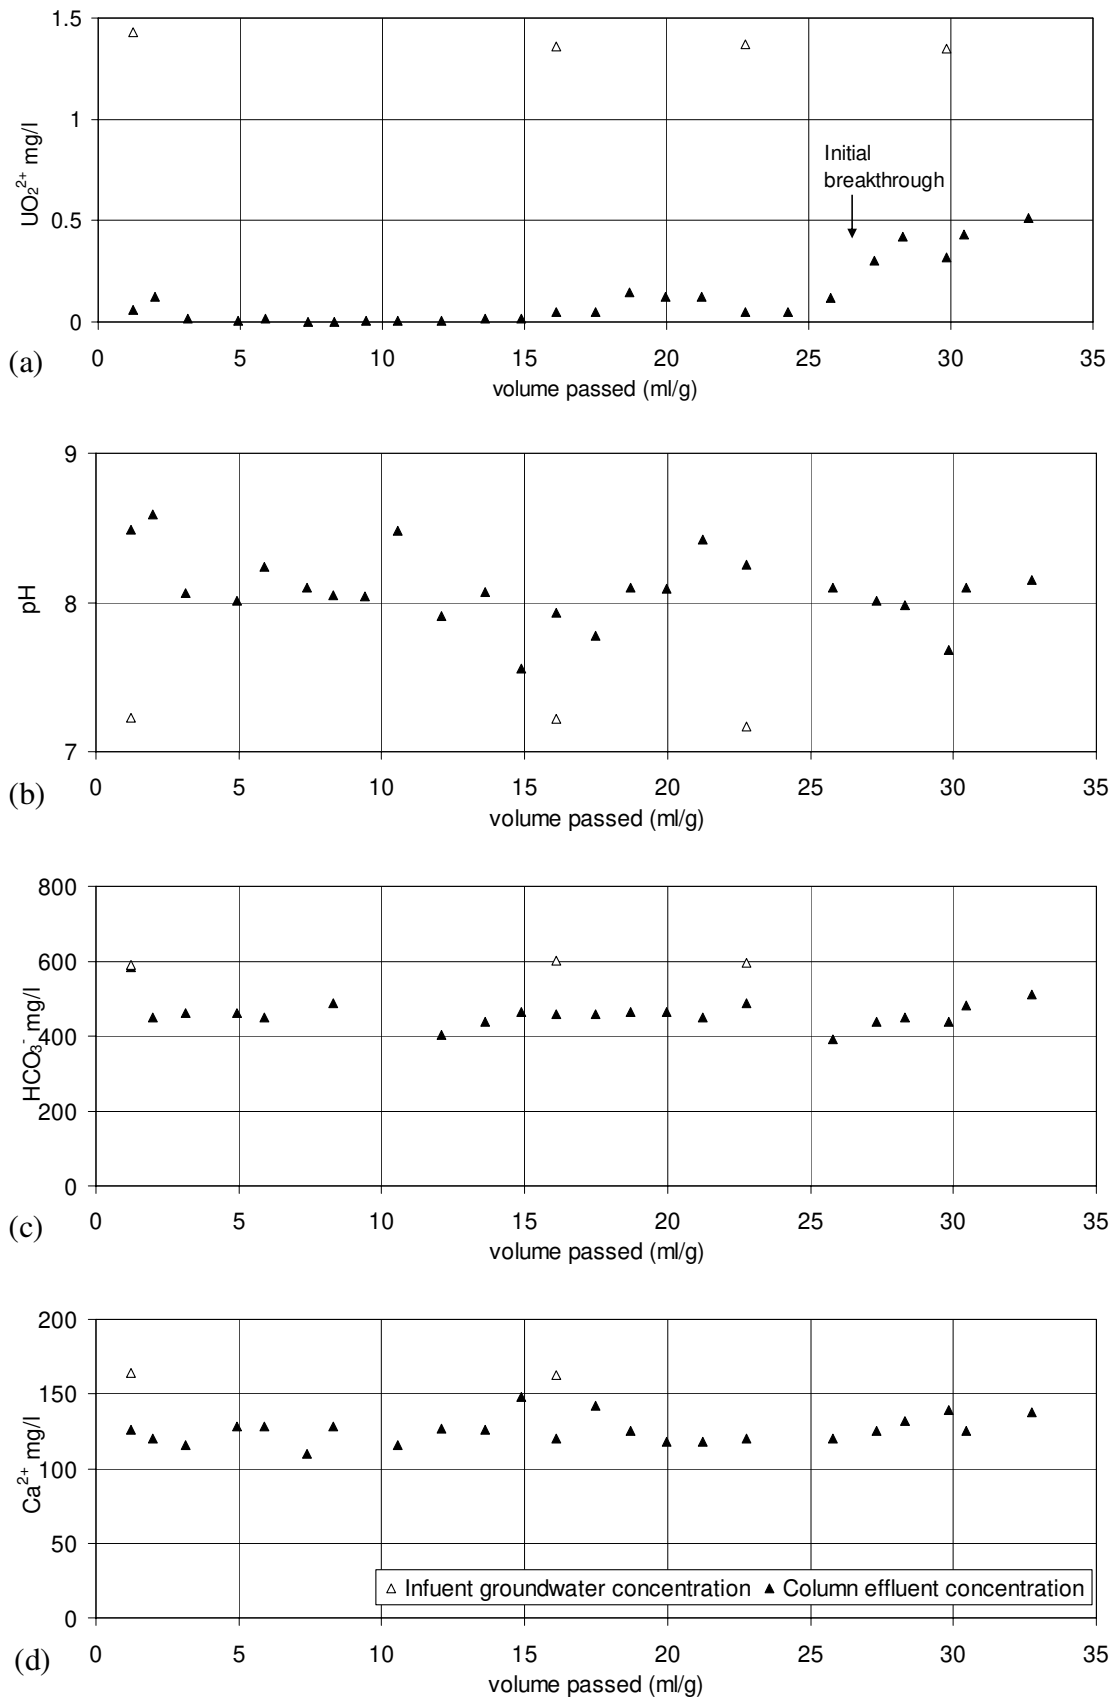 1.5
1
0.5
0
UO₂²⁺ mg/l
Initial
breakthrough
0 5 10 15 20 25 30 35
(a)
volume passed (ml/g)
9
8
7
pH
0 5 10 15 20 25 30 35
(b)
volume passed (ml/g)
800
600
400
200
0
HCO₃⁻ mg/l
0 5 10 15 20 25 30 35
(c)
volume passed (ml/g)
200
150
100
50
0
Ca²⁺ mg/l
△ Infuent groundwater concentration ▲ Column effluent concentration
0 5 10 15 20 25 30 35
(d)
volume passed (ml/g)